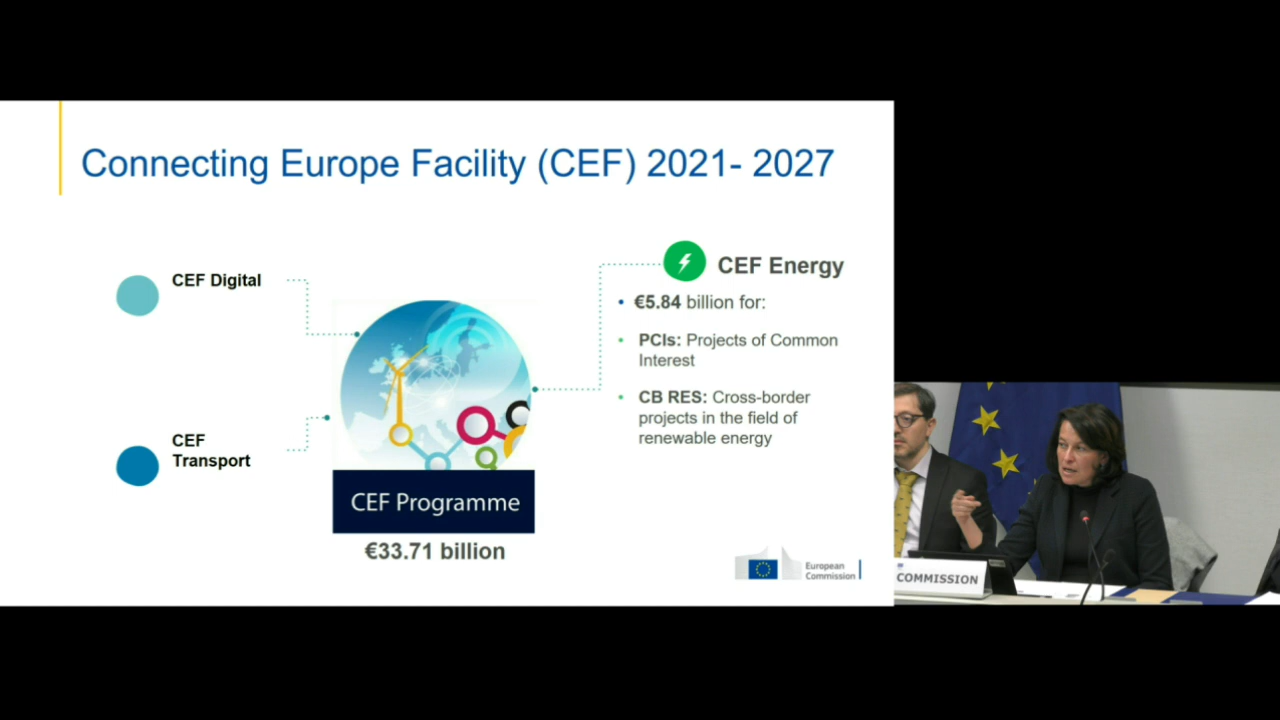 Connecting Europe Facility (CEF) 2021- 2027
CEF Digital
CEF
Transport
CEF Programme
€33.71 billion
CEF Energy
• €5.84 billion for:
• PCIs: Projects of Common
Interest
• CB RES: Cross-border
projects in the field of
renewable energy
European
Commission
COMMISSION